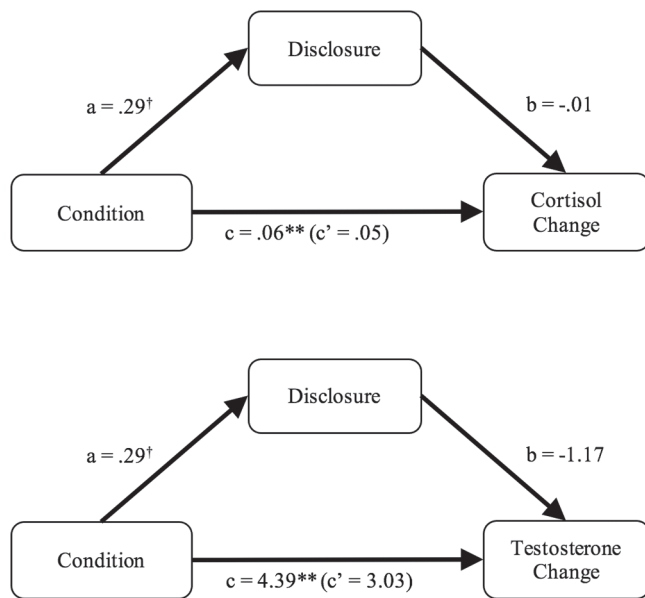 Disclosure
a = .29†
b = -.01
Condition
Cortisol
Change
c = .06** (c’ = .05)
Disclosure
a = .29†
b = -1.17
Condition
Testosterone
Change
c = 4.39** (c’ = 3.03)